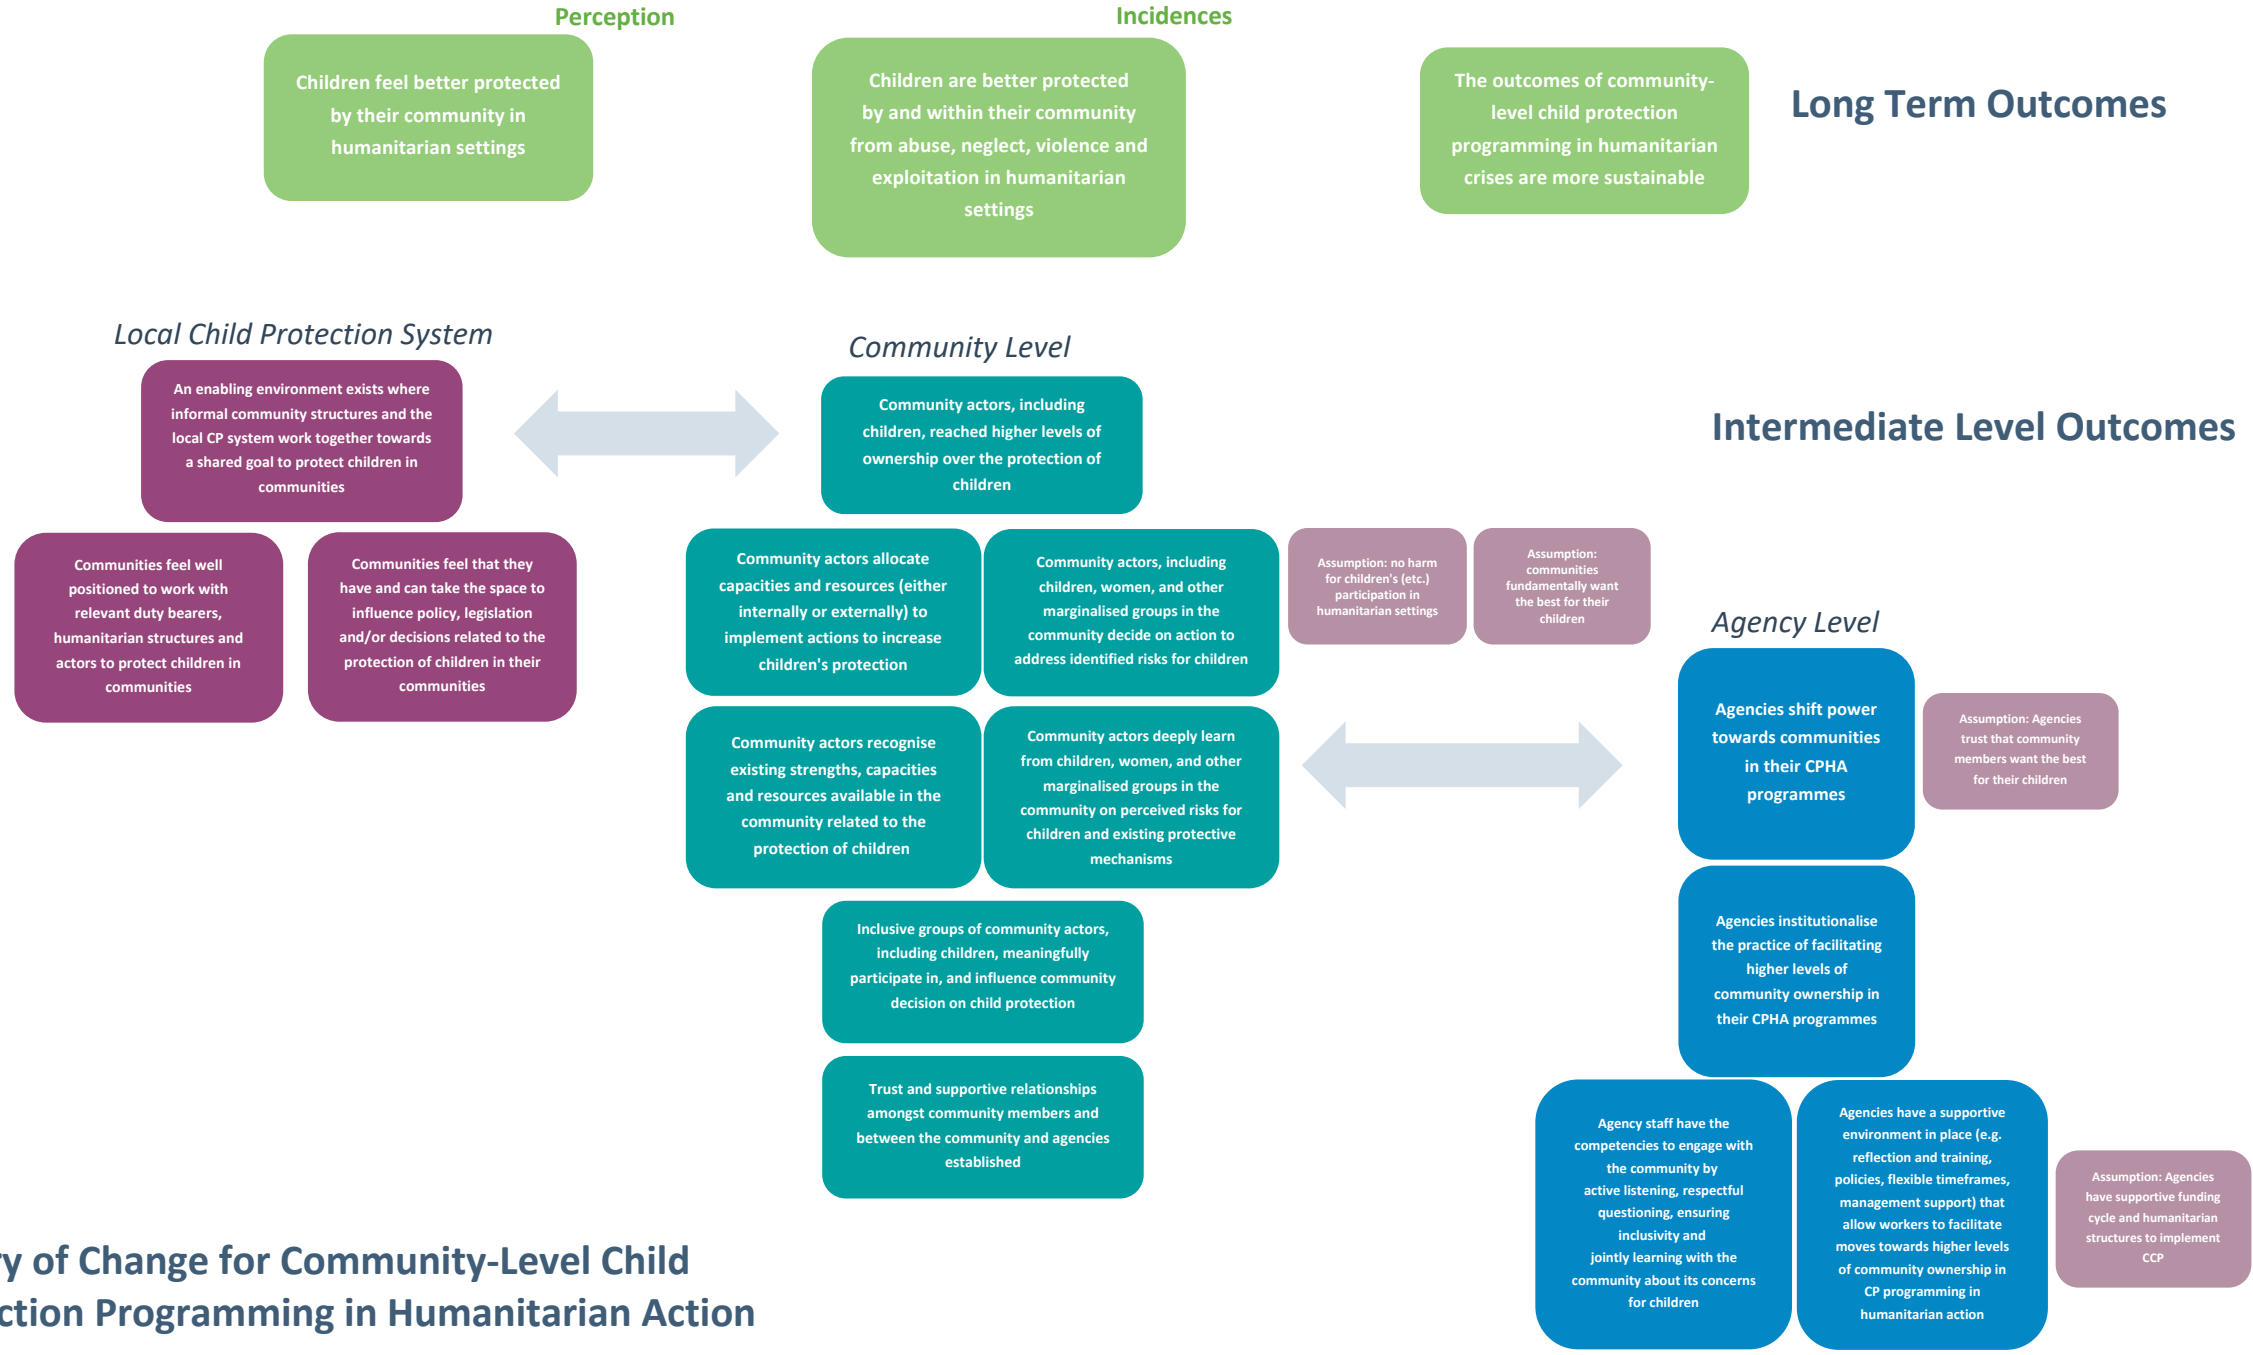 Perception
Incidences
Children feel better protected
by their community in
humanitarian settings
Children are better protected
by and within their community
from abuse, neglect, violence and
exploitation in humanitarian
settings
The outcomes of community-
level child protection
programming in humanitarian
crises are more sustainable
Long Term Outcomes
Local Child Protection System
An enabling environment exists where
informal community structures and the
local CP system work together towards
a shared goal to protect children in
communities
Communities feel well
positioned to work with
relevant duty bearers,
humanitarian structures and
actors to protect children in
communities
Communities feel that they
have and can take the space to
influence policy, legislation
and/or decisions related to the
protection of children in their
communities
Community Level
Community actors, including
children, reached higher levels of
ownership over the protection of
children
Intermediate Level Outcomes
Community actors allocate
capacities and resources (either
internally or externally) to
implement actions to increase
children's protection
Community actors, including
children, women, and other
marginalised groups in the
community decide on action to
address identified risks for children
Assumption: no harm
for children's (etc.)
participation in
humanitarian settings
Assumption:
communities
fundamentally want
the best for their
children
Community actors recognise
existing strengths, capacities
and resources available in the
community related to the
protection of children
Community actors deeply learn
from children, women, and other
marginalised groups in the
community on perceived risks for
children and existing protective
mechanisms
Inclusive groups of community actors,
including children, meaningfully
participate in, and influence community
decision on child protection
Trust and supportive relationships
amongst community members and
between the community and agencies
established
Agency Level
Agencies shift power
towards communities
in their CPHA
programmes
Assumption: Agencies
trust that community
members want the best
for their children
Agencies institutionalise
the practice of facilitating
higher levels of
community ownership in
their CPHA programmes
Agency staff have the
competencies to engage with
the community by
active listening, respectful
questioning, ensuring
inclusivity and
jointly learning with the
community about its concerns
for children
Agencies have a supportive
environment in place (e.g.
reflection and training,
policies, flexible timeframes,
management support) that
allow workers to facilitate
moves towards higher levels
of community ownership in
CP programming in
humanitarian action
Assumption: Agencies
have supportive funding
cycle and humanitarian
structures to implement
CCP
ry of Change for Community-Level Child
ction Programming in Humanitarian Action